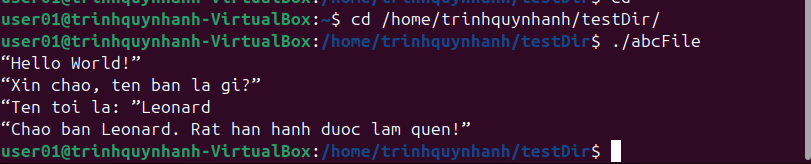 user01@trinhquynhanh-VirtualBox:~$ cd /home/trinhquynhanh/testDir/
user01@trinhquynhanh-VirtualBox:/home/trinhquynhanh/testDir$ ./abcFile
“Hello World!”
“Xin chao, ten ban la gi?”
“Ten toi la: ”Leonard
“Chao ban Leonard. Rat han hanh duoc lam quen!”
user01@trinhquynhanh-VirtualBox:/home/trinhquynhanh/testDir$